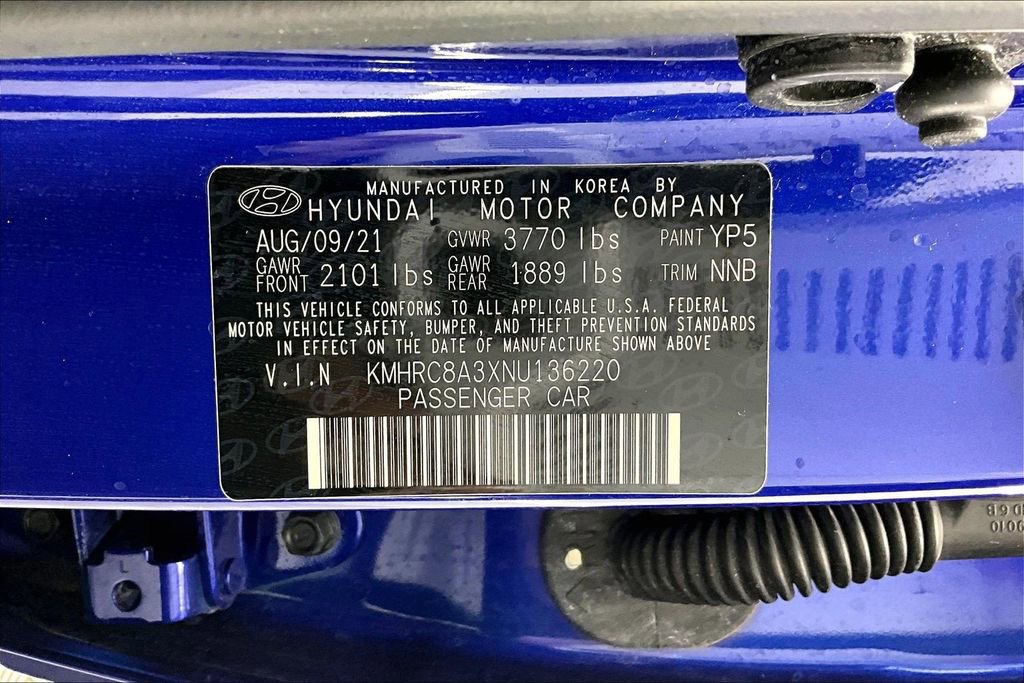 MANUFACTURED IN KOREA BY
HYUNDAI MOTOR COMPANY
AUG/09/21 GVWR 3770 lbs PAINT YP5
GAWR FRONT 2101 lbs GAWR REAR 1889 lbs TRIM NNB
THIS VEHICLE CONFORMS TO ALL APPLICABLE U.S.A. FEDERAL
MOTOR VEHICLE SAFETY, BUMPER, AND THEFT PREVENTION STANDARDS
IN EFFECT ON THE DATE OF MANUFACTURE SHOWN ABOVE
V.I.N KMHRC8A3XNU136220
PASSENGER CAR
L